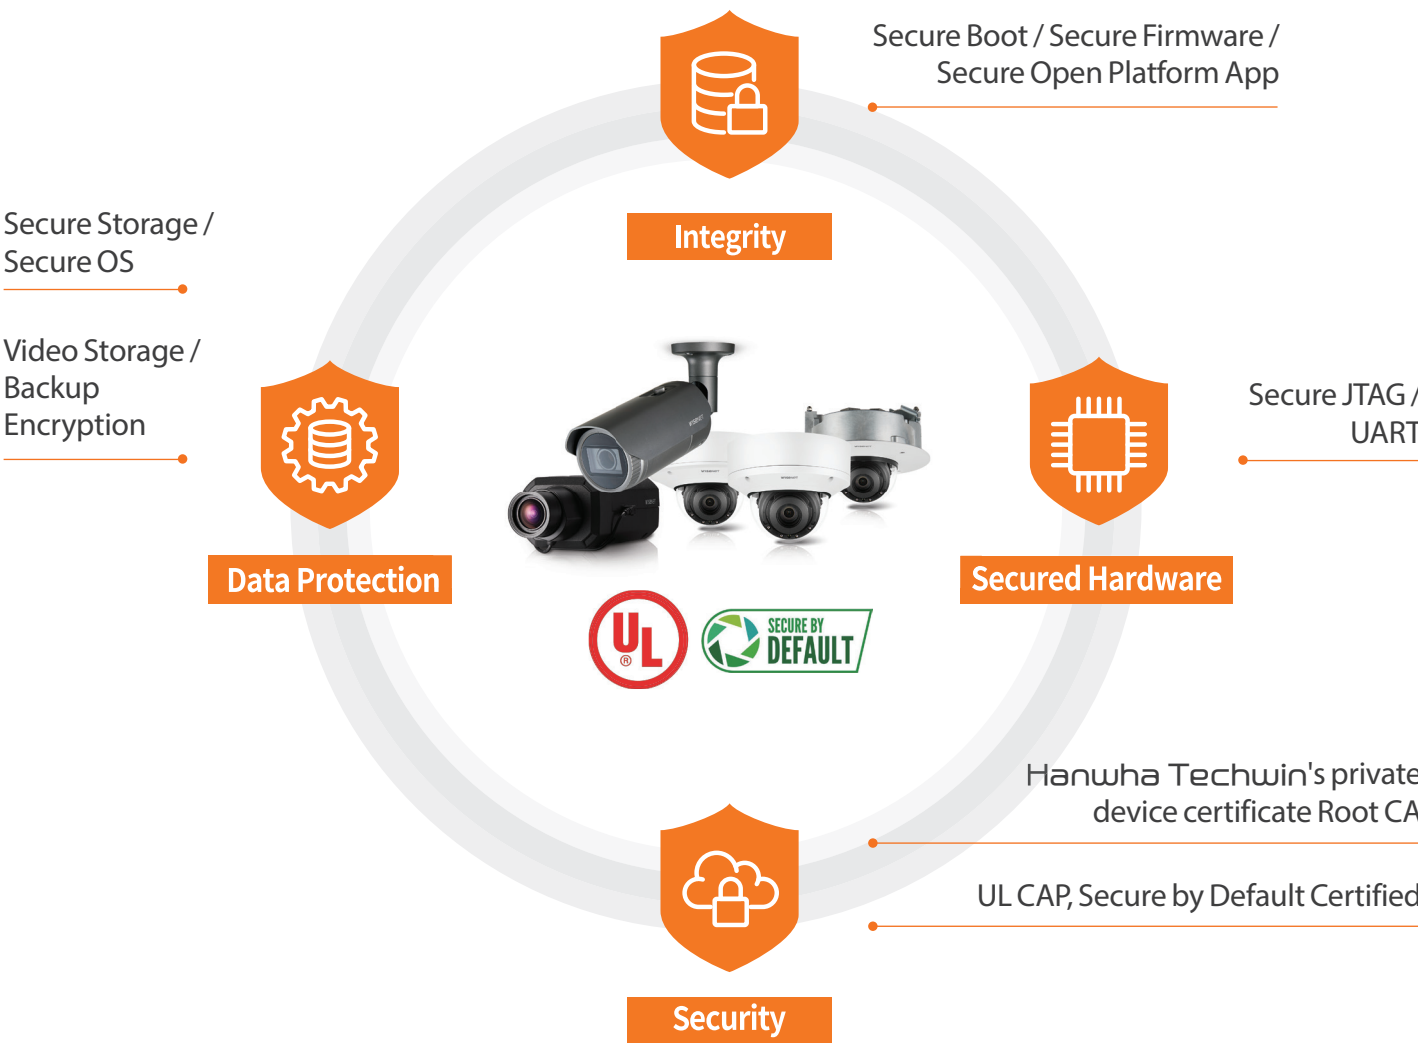 Secure Boot / Secure Firmware /
Secure Open Platform App
Integrity
Secure Storage /
Secure OS
Video Storage /
Backup
Encryption
Data Protection
Secure JTAG /
UART
Secured Hardware
UL
®
SECURE BY
DEFAULT
Hanwha Techwin's private
device certificate Root CA
UL CAP, Secure by Default Certified
Security